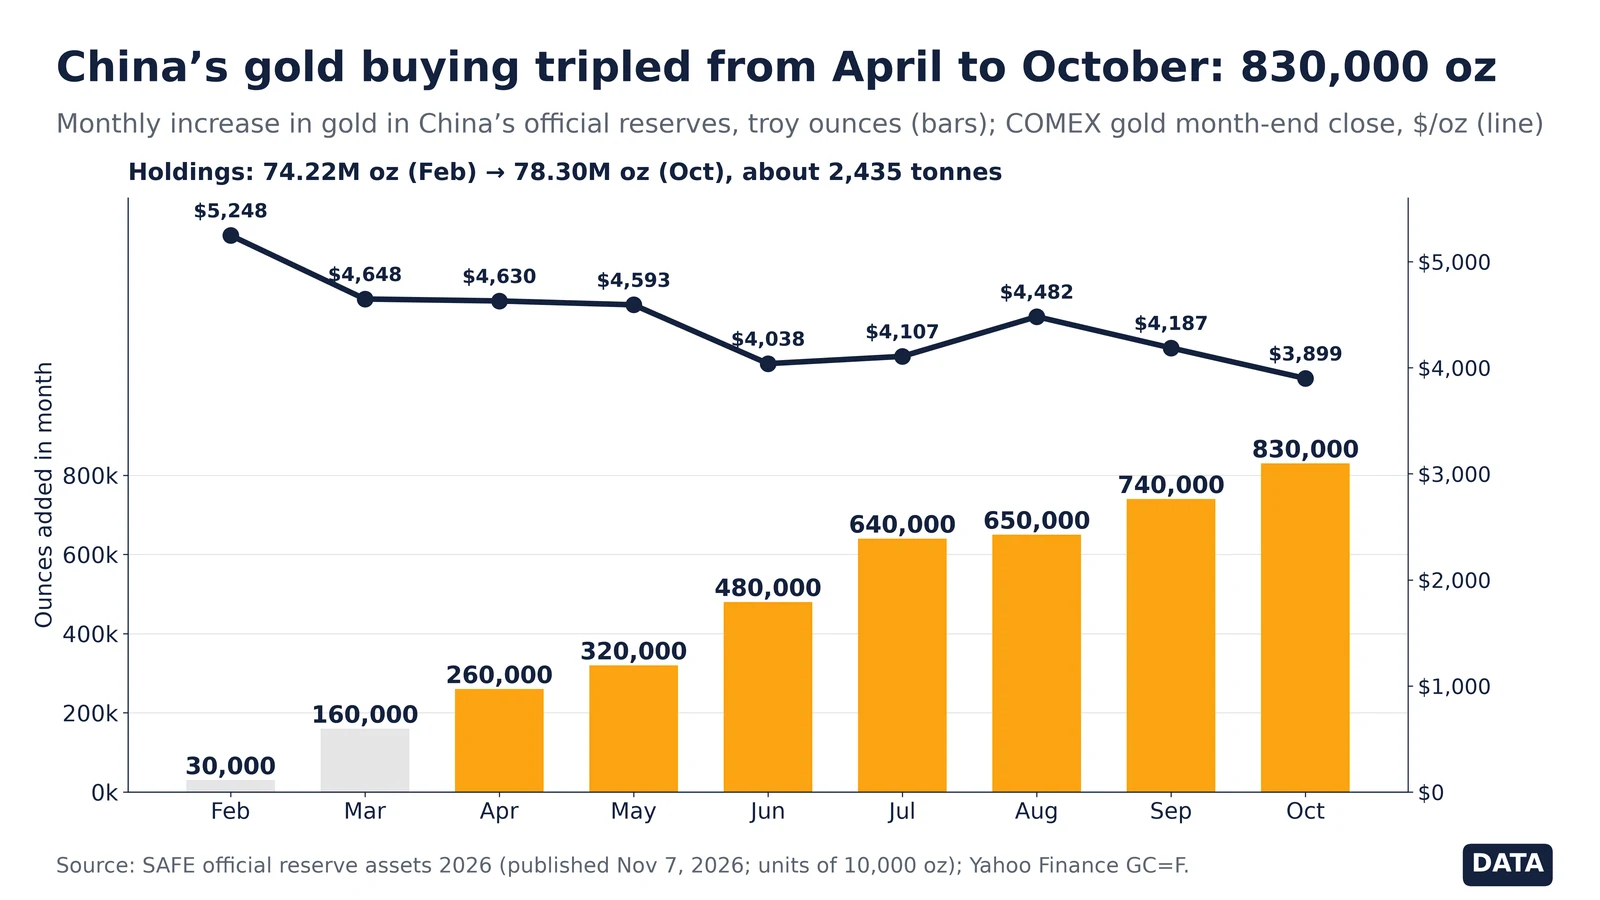 China’s gold buying tripled from April to October: 830,000 oz
Monthly increase in gold in China’s official reserves, troy ounces (bars); COMEX gold month-end close, $/oz (line)
Holdings: 74.22M oz (Feb) → 78.30M oz (Oct), about 2,435 tonnes
$5,248
$4,648
$4,630
$4,593
$4,038
$4,107
$4,482
$4,187
$3,899
Ounces added in month
800k
600k
400k
200k
0k
$5,000
$4,000
$3,000
$2,000
$1,000
$0
30,000
160,000
260,000
320,000
480,000
640,000
650,000
740,000
830,000
Feb Mar Apr May Jun Jul Aug Sep Oct
Source: SAFE official reserve assets 2026 (published Nov 7, 2026; units of 10,000 oz); Yahoo Finance GC=F.
DATA